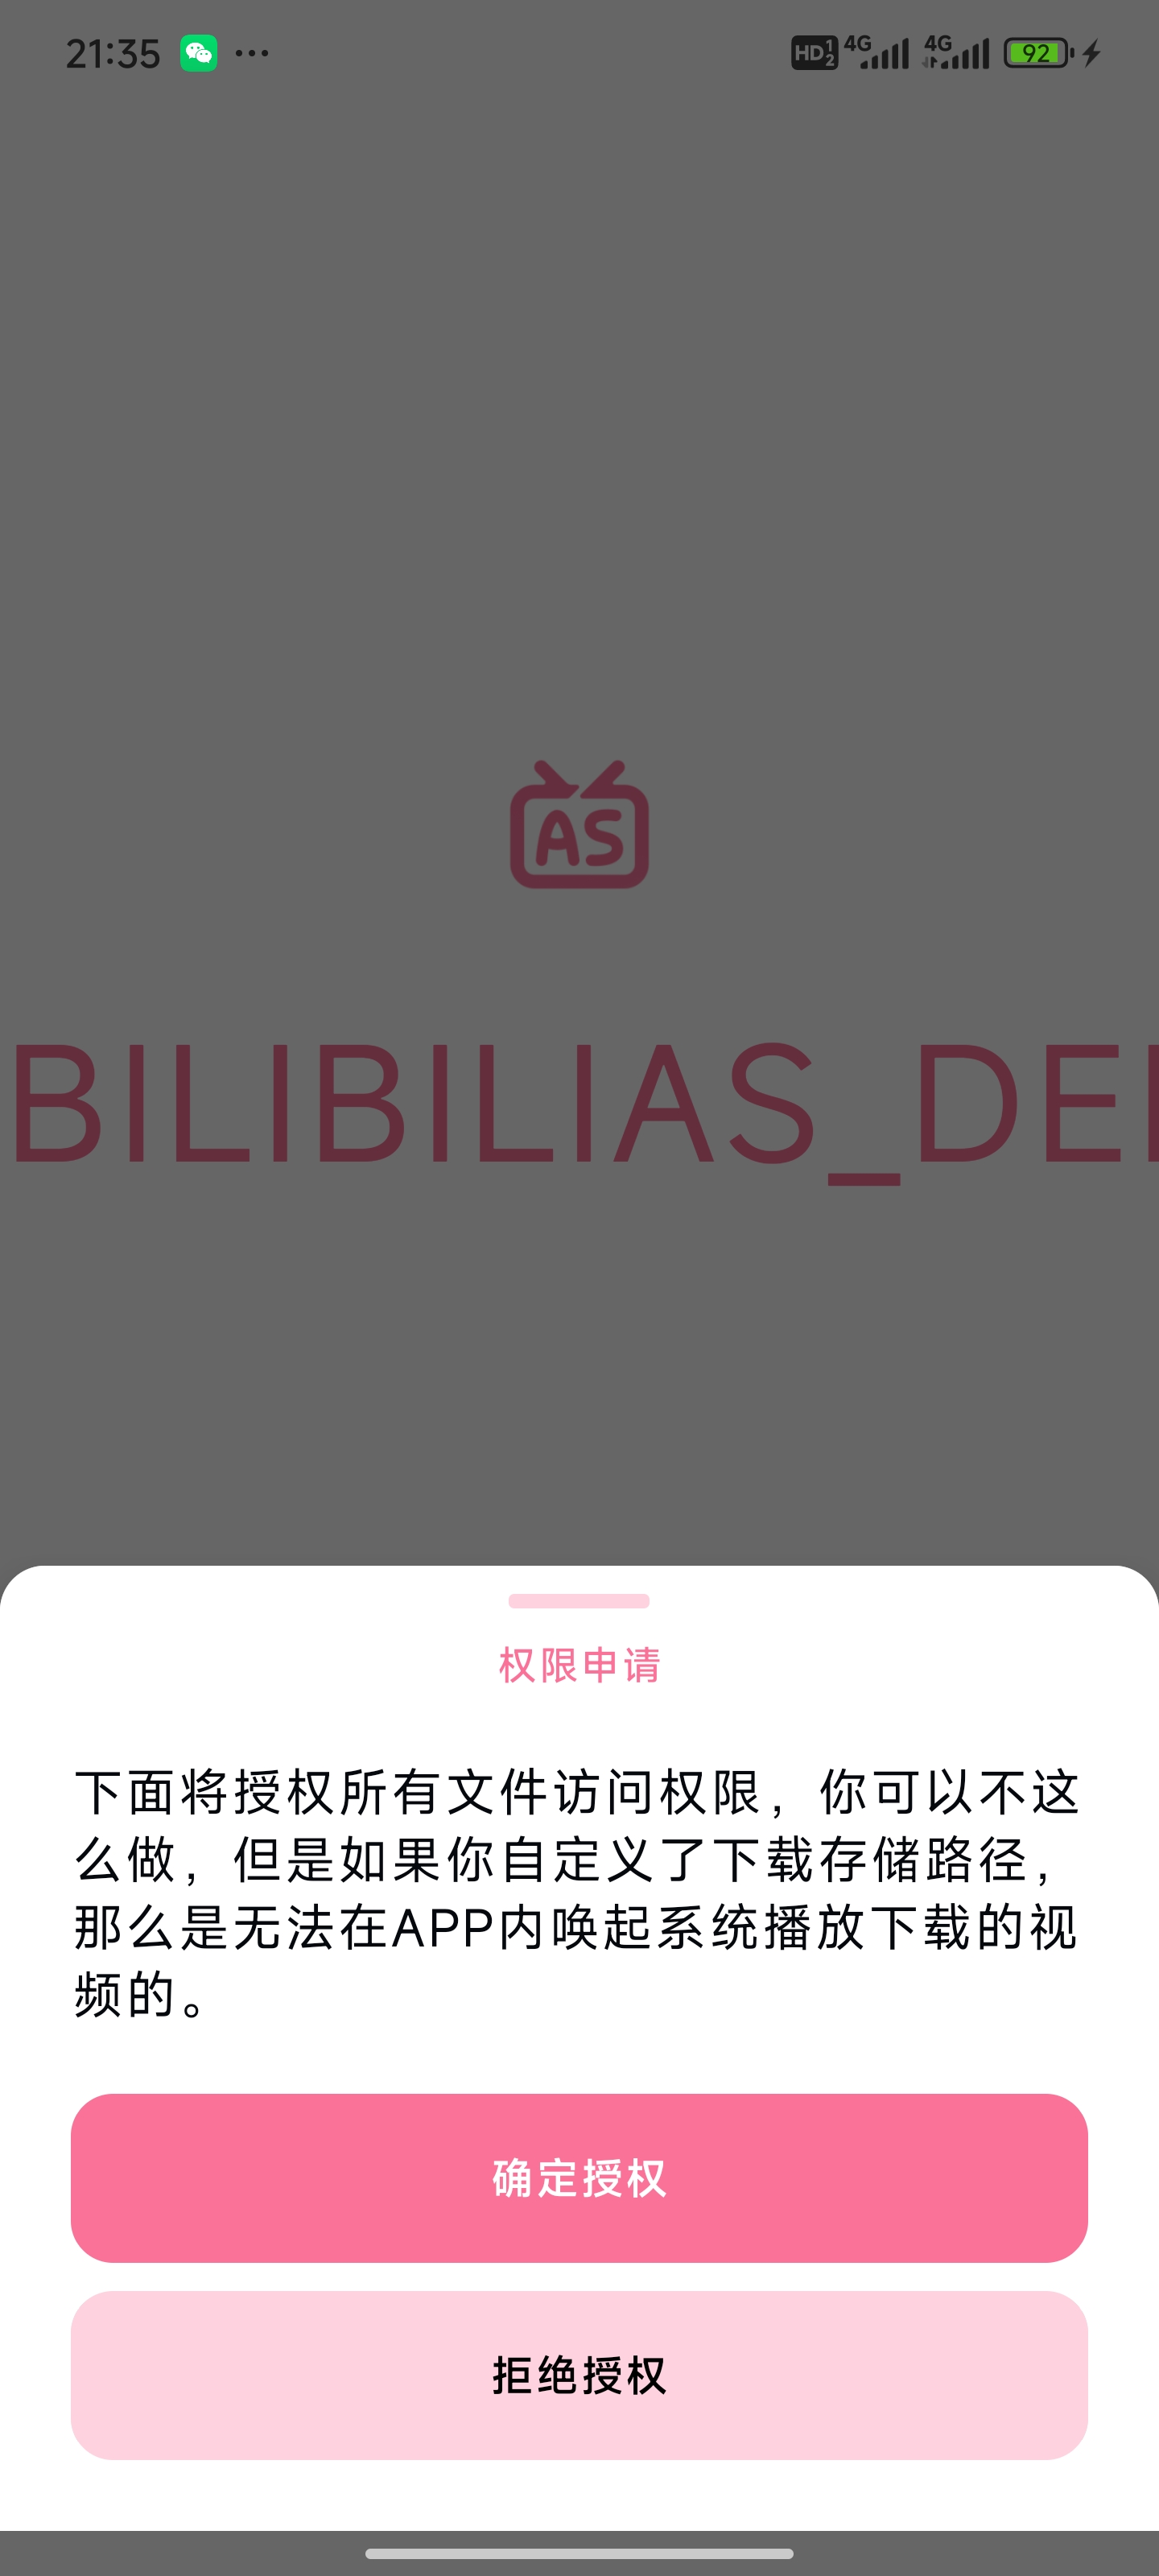 21:35
HD 1 2 4G 4G 92
AS
BILIBILIAS_DE
权限申请
下面将授权所有文件访问权限，你可以不这
么做，但是如果你自定义了下载存储路径，
那么是无法在APP内唤起系统播放下载的视
频的。
确定授权
拒绝授权